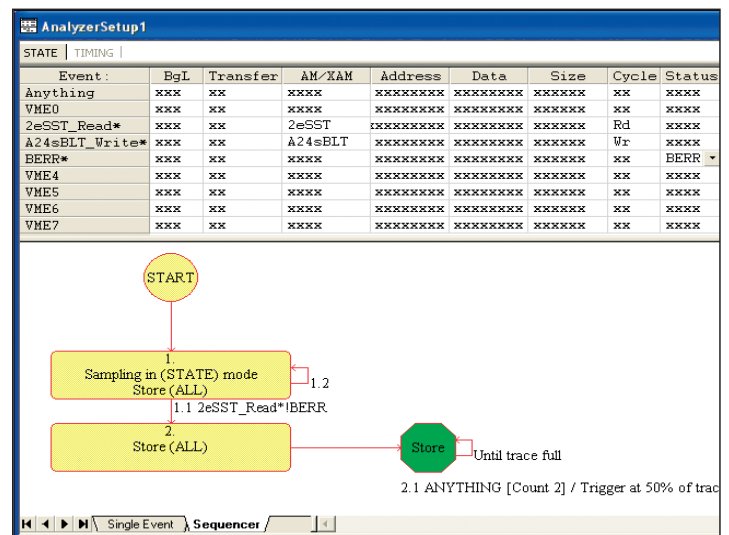 AnalyzerSetup1
STATE TIMING
Event: BgL Transfer AM/XAM Address Data Size Cycle Status
Anything xxx xx xxxx xxxxxxxx xxxxxxxx xxxxxx xx xxxx
VME0 xxx xx xxxx xxxxxxxx xxxxxxxx xxxxxx xx xxxx
2eSST_Read* xxx xx 2eSST xxxxxxxx xxxxxxxx xxxxxx Rd xxxx
A24sBLT_Write* xxx xx A24sBLT xxxxxxxx xxxxxxxx xxxxxx Wr xxxx
BERR* xxx xx xxxx xxxxxxxx xxxxxxxx xxxxxx xx BERR
VME4 xxx xx xxxx xxxxxxxx xxxxxxxx xxxxxx xx xxxx
VME5 xxx xx xxxx xxxxxxxx xxxxxxxx xxxxxx xx xxxx
VME6 xxx xx xxxx xxxxxxxx xxxxxxxx xxxxxx xx xxxx
VME7 xxx xx xxxx xxxxxxxx xxxxxxxx xxxxxx xx xxxx
START
1.
Sampling in (STATE) mode
Store (ALL)
1.2
1.1 2eSST_Read*!BERR
2.
Store (ALL)
Store
Until trace full
2.1 ANYTHING [Count 2] / Trigger at 50% of trac
Single Event Sequencer